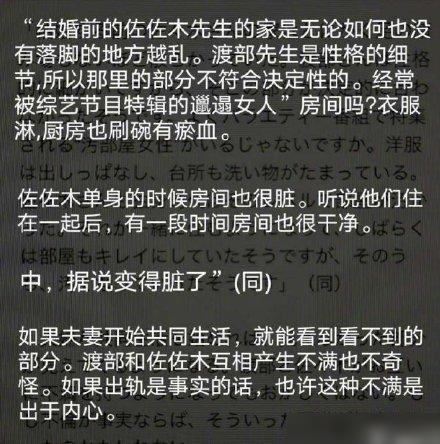 “结婚前的佐佐木先生的家是无论如何也没
有落脚的地方越乱。渡部先生是性格的细
节,所以那里的部分不符合决定性的。经常
被综艺节目特辑的邋遢女人”房间吗?衣服
淋,厨房也刷碗有瘀血。
佐佐木单身的时候房间也很脏。听说他们住
在一起后，有一段时间房间也很干净。
中，据说变得脏了”(同)
如果夫妻开始共同生活，就能看到看不到的
部分。渡部和佐佐木互相产生不满也不奇
怪。如果出轨是事实的话，也许这种不满是
出于内心。